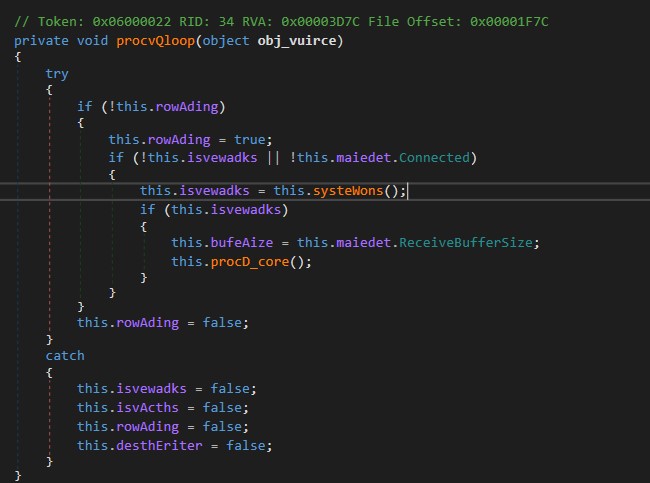 // Token: 0x06000022 RID: 34 RVA: 0x00003D7C File Offset: 0x00001F7C
private void procvQloop(object obj_vuirce)
{
    try
    {
        if (!this.rowAding)
        {
            this.rowAding = true;
            if (!this.isvewadks || !this.maiedet.Connected)
            {
                this.isvewadks = this.systeWons();
                if (this.isvewadks)
                {
                    this.bufeAize = this.maiedet.ReceiveBufferSize;
                    this.procD_core();
                }
            }
        }
        this.rowAding = false;
    }
    catch
    {
        this.isvewadks = false;
        this.isvAcths = false;
        this.rowAding = false;
        this.desthEriter = false;
    }
}